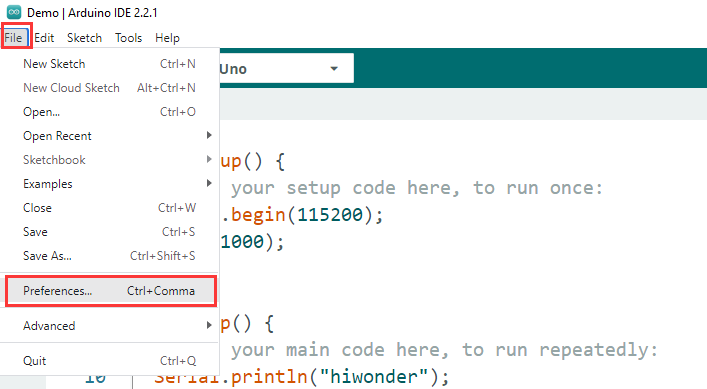 Demo | Arduino IDE 2.2.1
File Edit Sketch Tools Help
New Sketch Ctrl+N
New Cloud Sketch Alt+Ctrl+N
Open... Ctrl+O
Open Recent
Sketchbook
Examples
Close Ctrl+W
Save Ctrl+S
Save As... Ctrl+Shift+S
Preferences... Ctrl+Comma
Advanced
Quit Ctrl+Q
Uno
up() {
your setup code here, to run once:
.begin(115200);
1000);
p() {
your main code here, to run repeatedly:
10 Serial.println("hiwonder");